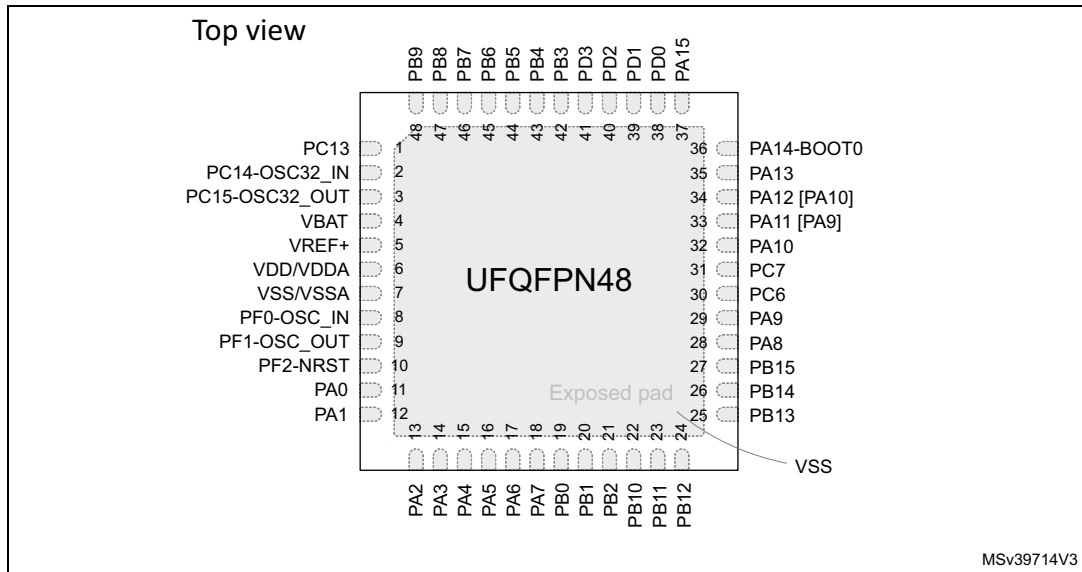 Top view
PB9
PB8
PB7
PB6
PB5
PB4
PB3
PD3
PD2
PD1
PD0
PA15
48
47
46
45
44
43
42
41
40
39
38
37
PC13 1
PC14-OSC32_IN 2
PC15-OSC32_OUT 3
VBAT 4
VREF+ 5
VDD/VDDA 6
VSS/VSSA 7
PF0-OSC_IN 8
PF1-OSC_OUT 9
PF2-NRST 10
PA0 11
PA1 12
UFQFPN48
Exposed pad
36 PA14-BOOT0
35 PA13
34 PA12 [PA10]
33 PA11 [PA9]
32 PA10
31 PC7
30 PC6
29 PA9
28 PA8
27 PB15
26 PB14
25 PB13
VSS
13
14
15
16
17
18
19
20
21
22
23
24
PA2
PA3
PA4
PA5
PA6
PA7
PB0
PB1
PB2
PB10
PB11
PB12
MSv39714V3